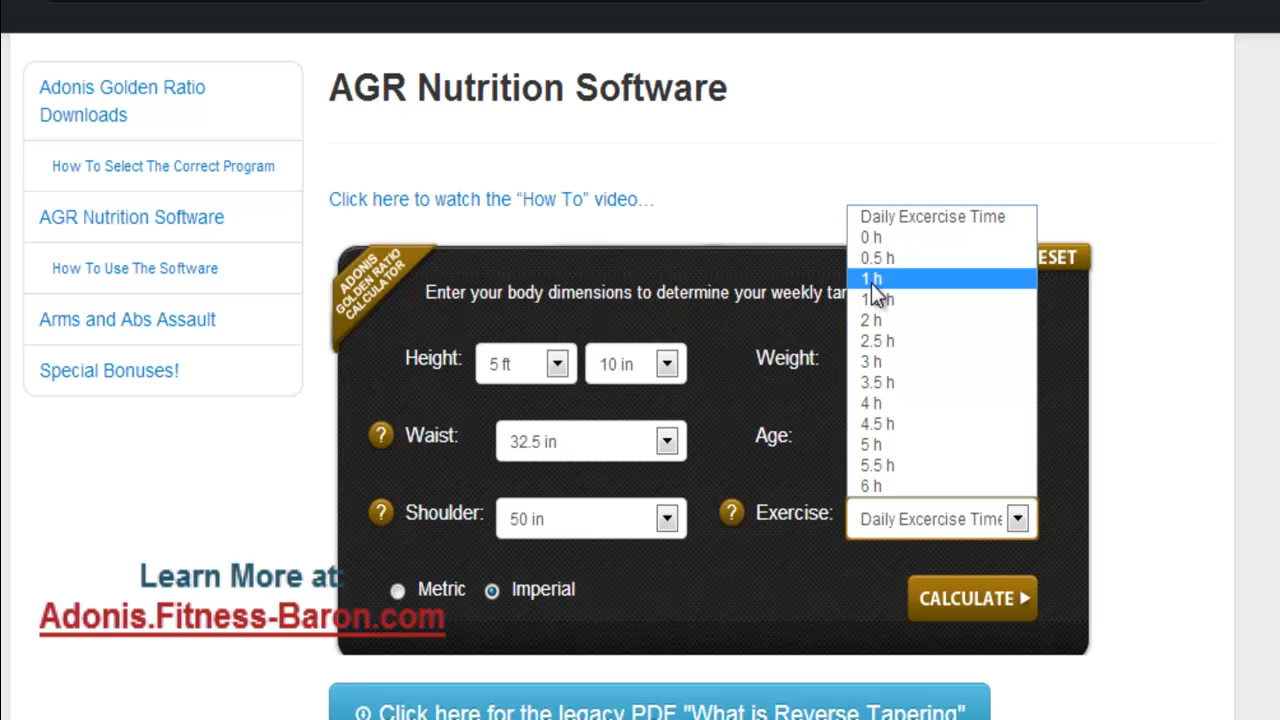 Adonis Golden Ratio
Downloads
How To Select The Correct Program
AGR Nutrition Software
How To Use The Software
Arms and Abs Assault
Special Bonuses!
AGR Nutrition Software
Click here to watch the “How To” video...
ADONIS
GOLDEN RATIO
CALCULATOR
Enter your body dimensions to determine your weekly
ESET
Height:
5 ft
10 in
Weight:
? Waist:
32.5 in
Age:
? Shoulder:
50 in
? Exercise:
Daily Excercise Time
0 h
0.5 h
1 h
2 h
2.5 h
3 h
3.5 h
4 h
4.5 h
5 h
5.5 h
6 h
Daily Excercise Time
Metric
Imperial
CALCULATE
Learn More at:
Adonis.Fitness-Baron.com
Click here for the legacy PDF "What is Reverse Tapering"